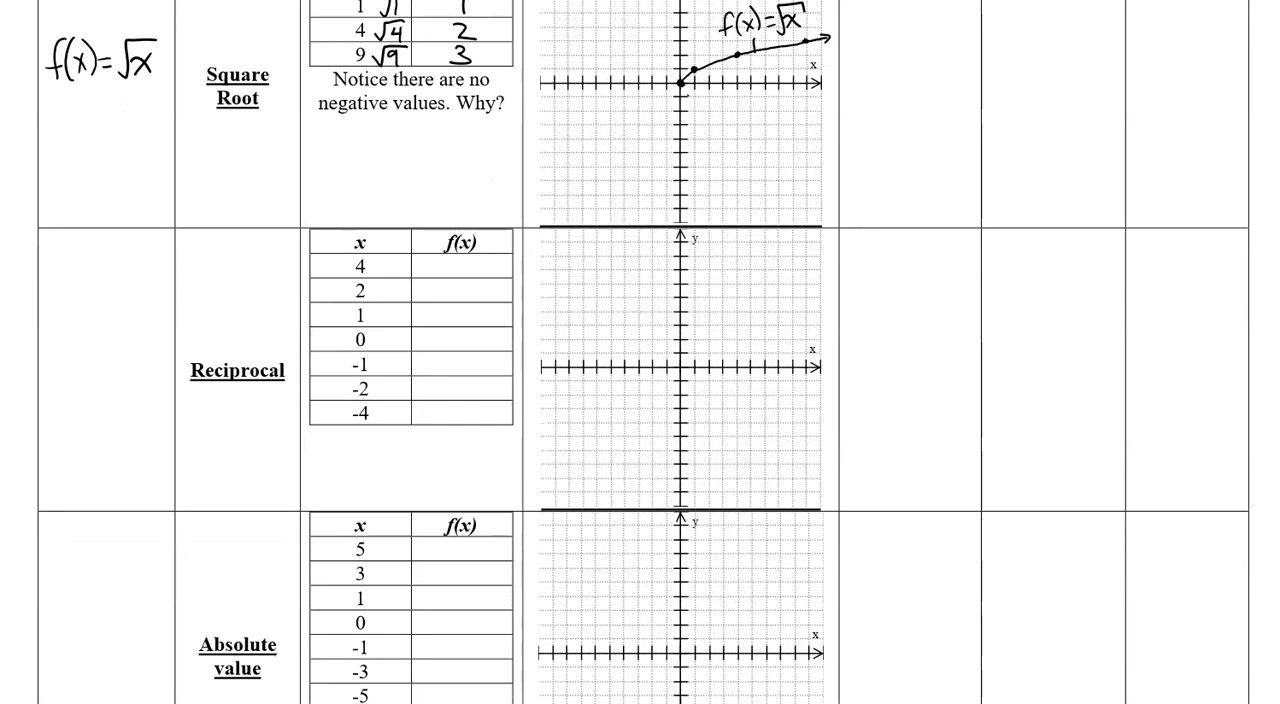 1 √1 1
4 √4 2
9 √9 3
f(x)=√x
Square
Root
Notice there are no
negative values. Why?
f(x)=√x
x
x f(x)
4
2
1
0
-1
-2
-4
Reciprocal
y
x
x f(x)
5
3
1
0
-1
-3
-5
Absolute
value
y
x